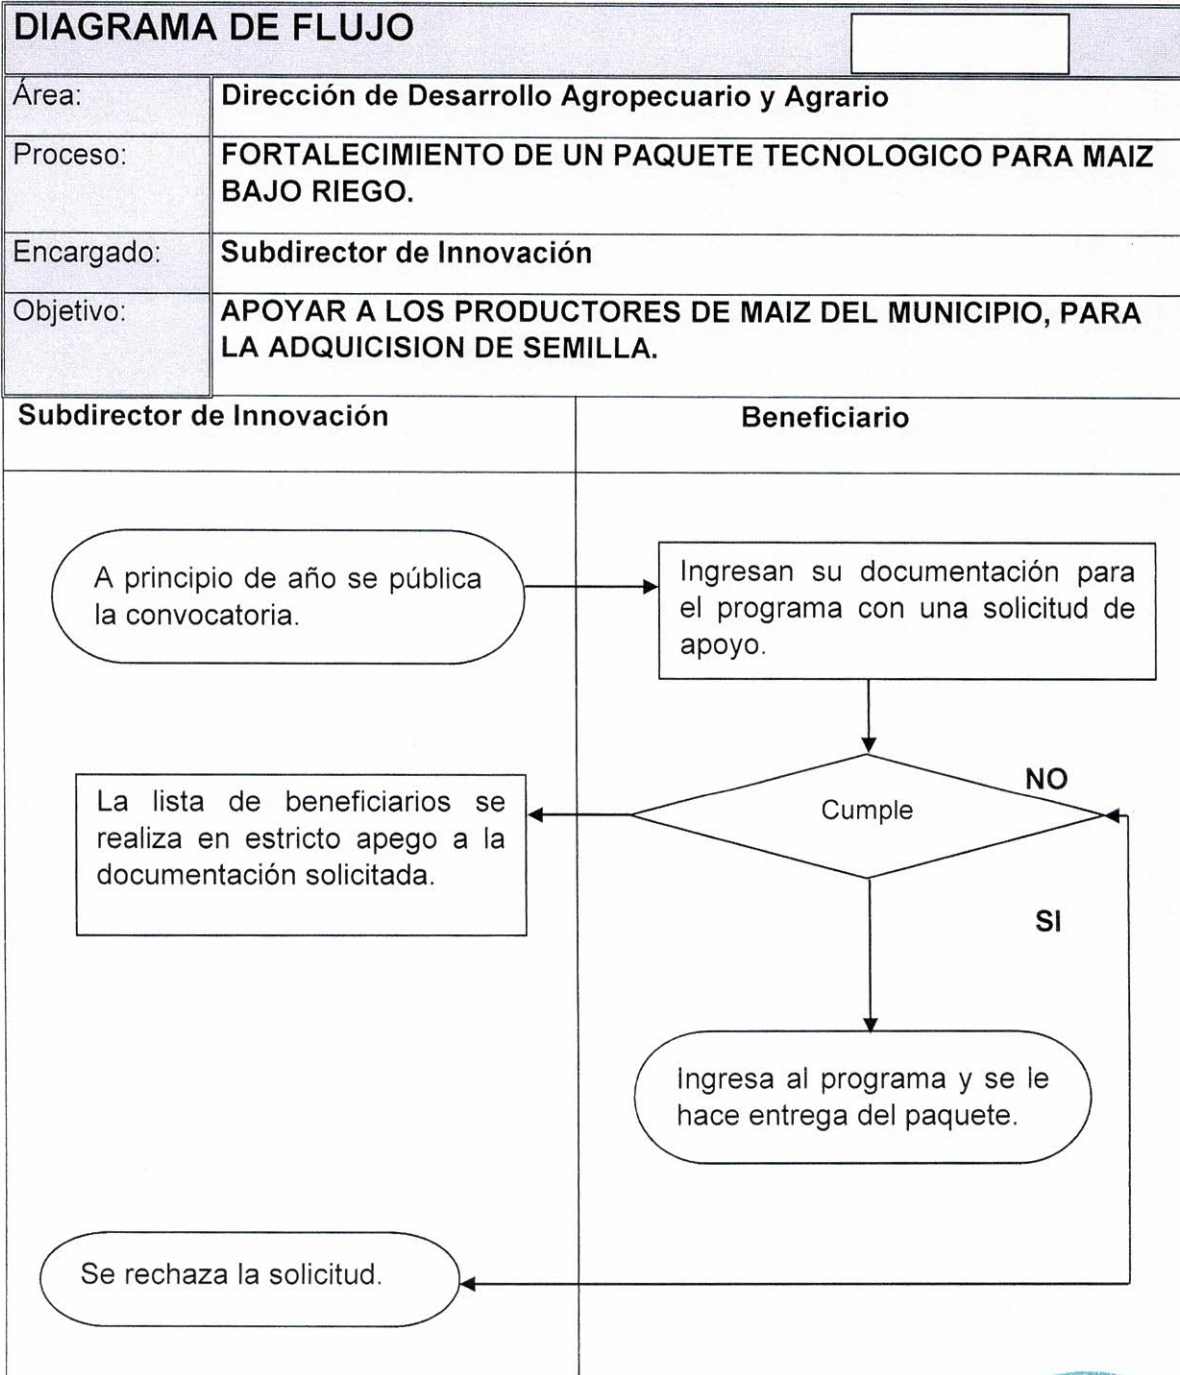 DIAGRAMA DE FLUJO
Área:
Dirección de Desarrollo Agropecuario y Agrario
Proceso:
FORTALECIMIENTO DE UN PAQUETE TECNOLOGICO PARA MAIZ
BAJO RIEGO.
Encargado:
Subdirector de Innovación
Objetivo:
APOYAR A LOS PRODUCTORES DE MAIZ DEL MUNICIPIO, PARA
LA ADQUICISION DE SEMILLA.
Subdirector de Innovación
Beneficiario
A principio de año se pública
la convocatoria.
Ingresan su documentación para
el programa con una solicitud de
apoyo.
NO
Cumple
La lista de beneficiarios se
realiza en estricto apego a la
documentación solicitada.
SI
Ingresa al programa y se le
hace entrega del paquete.
Se rechaza la solicitud.